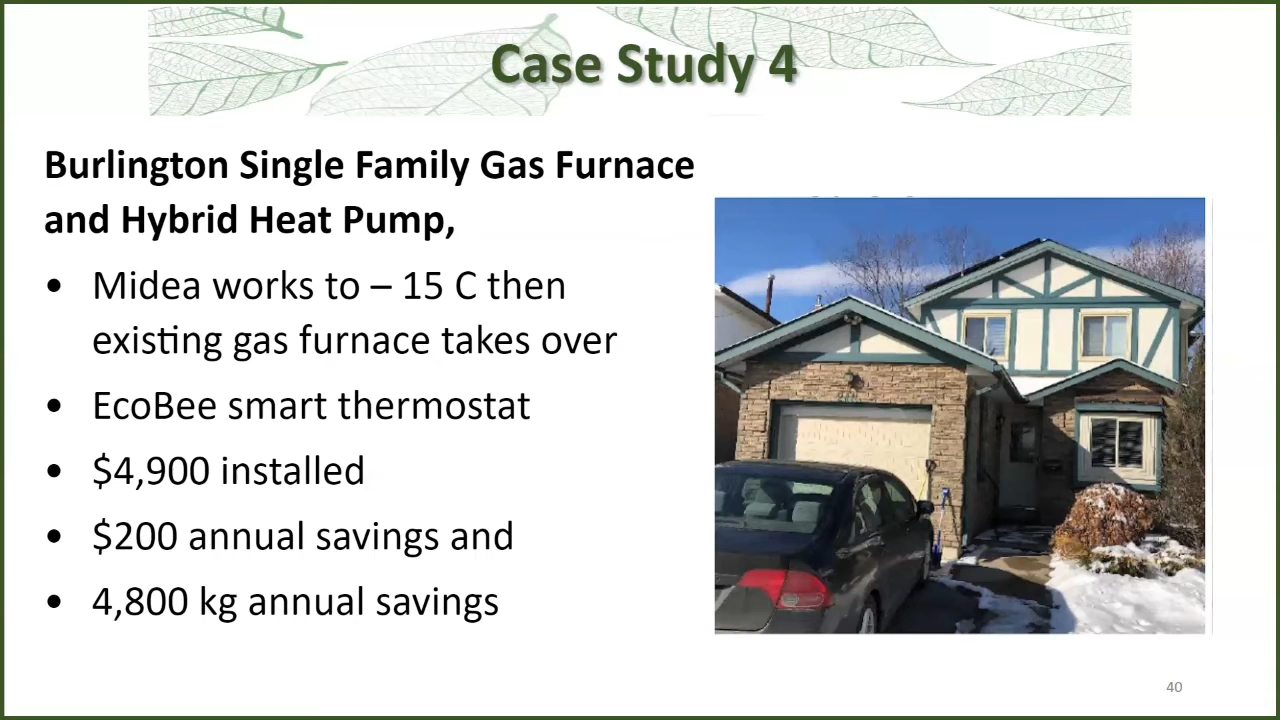 Case Study 4
Burlington Single Family Gas Furnace
and Hybrid Heat Pump,
• Midea works to – 15 C then
existing gas furnace takes over
• EcoBee smart thermostat
• $4,900 installed
• $200 annual savings and
• 4,800 kg annual savings
40